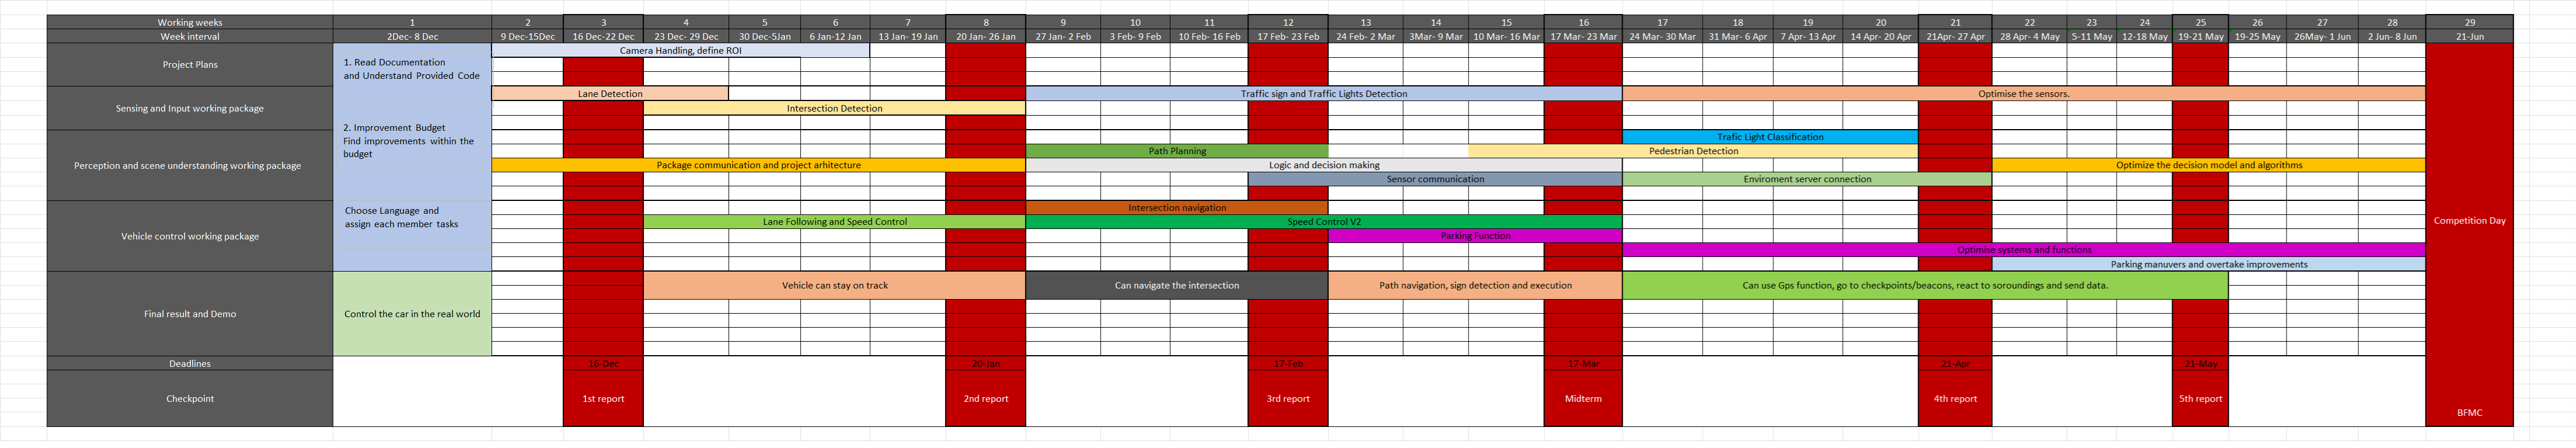 Working weeks 1 2 3 4 5 6 7 8 9 10 11 12 13 14 15 16 17 18 19 20 21 22 23 24 25 26 27 28 29
Week interval 2Dec- 8 Dec 9 Dec-15Dec 16 Dec-22 Dec 23 Dec- 29 Dec 30 Dec-5Jan 6 Jan-12 Jan 13 Jan- 19 Jan 20 Jan- 26 Jan 27 Jan- 2 Feb 3 Feb- 9 Feb 10 Feb- 16 Feb 17 Feb- 23 Feb 24 Feb- 2 Mar 3Mar- 9 Mar 10 Mar- 16 Mar 17 Mar- 23 Mar 24 Mar- 30 Mar 31 Mar- 6 Apr 7 Apr- 13 Apr 14 Apr- 20 Apr 21Apr- 27 Apr 28 Apr- 4 May 5-11 May 12-18 May 19-21 May 19-25 May 26May- 1 Jun 2 Jun- 8 Jun 21-Jun
Camera Handling, define ROI
Project Plans
1. Read Documentation
and Understand Provided Code
Lane Detection
Traffic sign and Traffic Lights Detection
Optimise the sensors.
Sensing and Input working package
Intersection Detection
2. Improvement Budget
Find improvements within the
budget
Trafic Light Classification
Path Planning
Pedestrian Detection
Perception and scene understanding working package
Package communication and project arhitecture
Logic and decision making
Optimize the decision model and algorithms
Sensor communication
Enviroment server connection
Choose Language and
assign each member tasks
Intersection navigation
Lane Following and Speed Control
Speed Control V2
Competition Day
Vehicle control working package
Parking Function
Optimise systems and functions
Parking manuvers and overtake improvements
Vehicle can stay on track
Can navigate the intersection
Path navigation, sign detection and execution
Can use Gps function, go to checkpoints/beacons, react to soroundings and send data.
Final result and Demo
Control the car in the real world
Deadlines 16-Dec 20-Jan 17-Feb 17-Mar 21-Apr 21-May
Checkpoint 1st report 2nd report 3rd report Midterm 4th report 5th report
BFMC